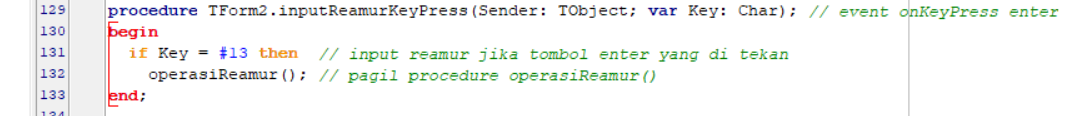 129 procedure TForm2.inputReamurKeyPress(Sender: TObject; var Key: Char); // event onKeyPress enter
130 begin
131 if Key = #13 then // input reamur jika tombol enter yang di tekan
132 operasiReamur(); // pagil procedure operasiReamur()
133 end;
134